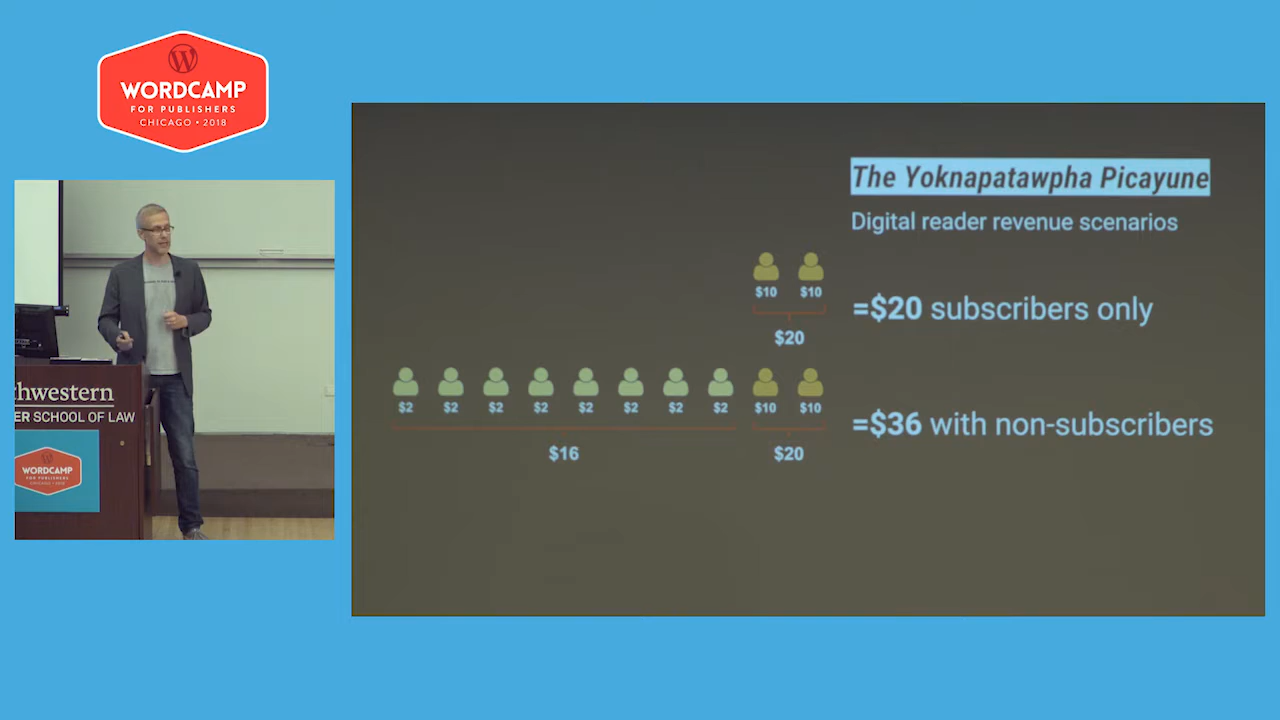 WORDCAMP
FOR PUBLISHERS
CHICAGO • 2018
The Yoknapatawpha Picayune
Digital reader revenue scenarios
$10 $10
$20
=$20 subscribers only
$2 $2 $2 $2 $2 $2 $2 $2 $10 $10
$16 $20
=$36 with non-subscribers
hwestern
ER SCHOOL OF LAW
WORDCAMP
FOR PUBLISHERS
CHICAGO • 2018